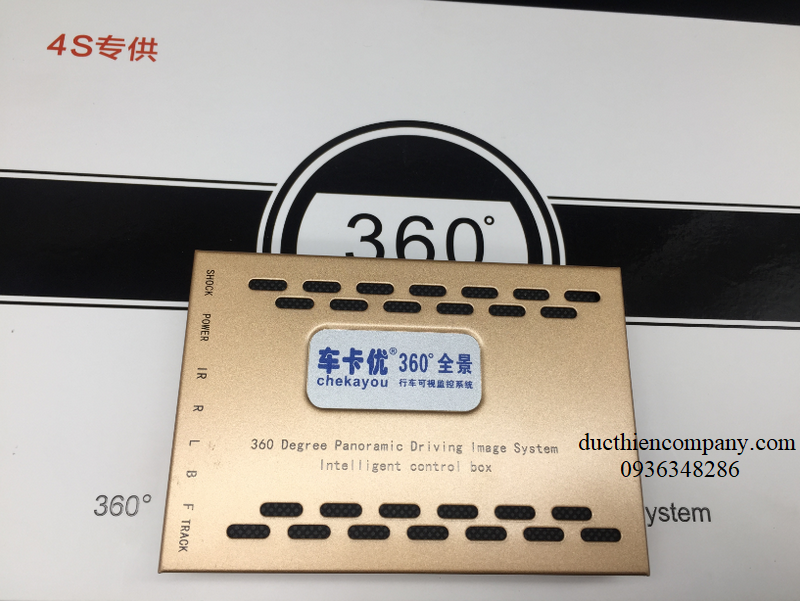 4S专供
360°
SHOCK
POWER
IR
R
L
B
F
TRACK
车卡优® 360°全景
chekayou 行车可视监控系统
360 Degree Panoramic Driving Image System
Intelligent control box
ducthiencompany.com
0936348286
360°
ystem